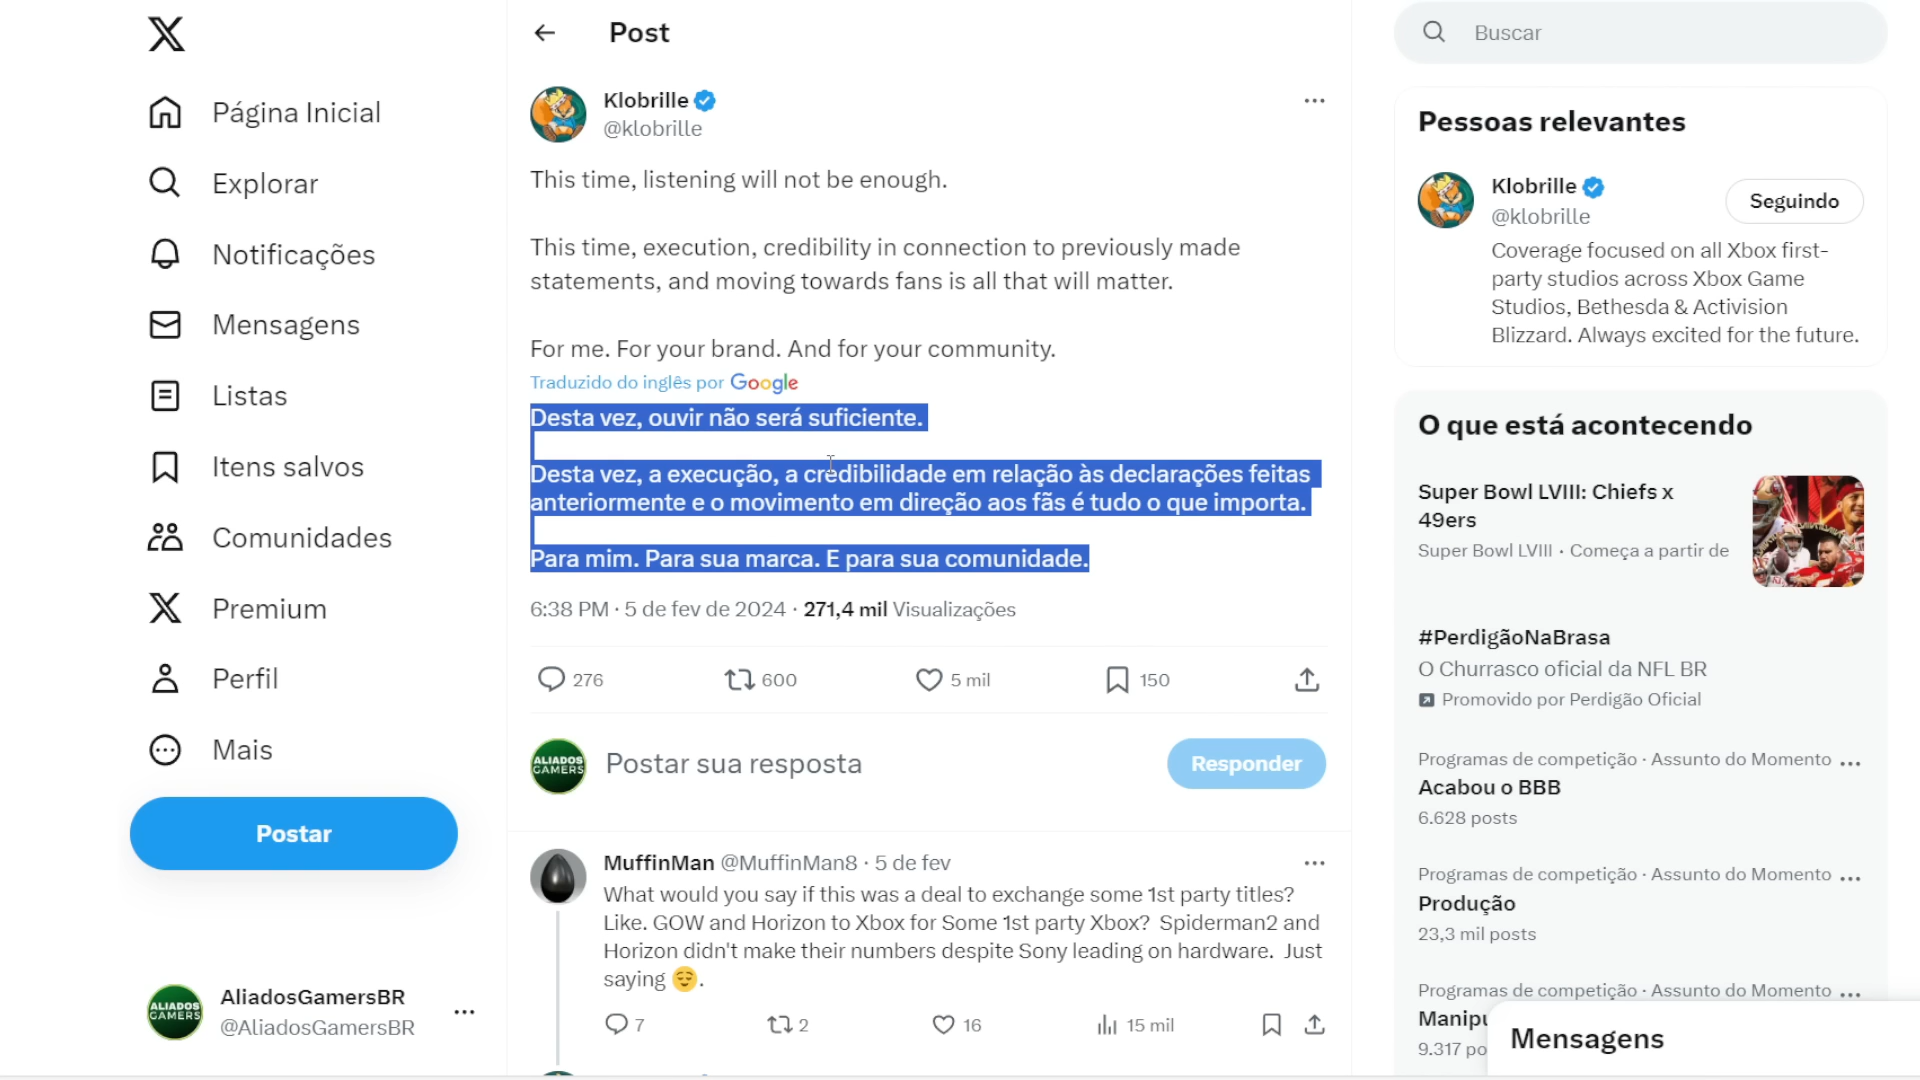 Página Inicial
Explorar
Notificações
Mensagens
Listas
Itens salvos
Comunidades
Premium
Perfil
Mais
Postar
ALIADOS
GAMERS
AliadosGamersBR
@AliadosGamersBR
Post
Klobrille
@klobrille
This time, listening will not be enough.
This time, execution, credibility in connection to previously made
statements, and moving towards fans is all that will matter.
For me. For your brand. And for your community.
Traduzido do inglês por Google
Desta vez, ouvir não será suficiente.
Desta vez, a execução, a credibilidade em relação às declarações feitas
anteriormente e o movimento em direção aos fãs é tudo o que importa.
Para mim. Para sua marca. E para sua comunidade.
6:38 PM · 5 de fev de 2024 · 271,4 mil Visualizações
276 600 5 mil 150
ALIADOS
GAMERS
Postar sua resposta
Responder
MuffinMan @MuffinMan8 · 5 de fev
What would you say if this was a deal to exchange some 1st party titles?
Like. GOW and Horizon to Xbox for Some 1st party Xbox? Spiderman2 and
Horizon didn't make their numbers despite Sony leading on hardware. Just
saying 😌.
7 2 16 15 mil
Buscar
Pessoas relevantes
Klobrille
@klobrille
Seguindo
Coverage focused on all Xbox first-
party studios across Xbox Game
Studios, Bethesda & Activision
Blizzard. Always excited for the future.
O que está acontecendo
Super Bowl LVIII: Chiefs x
49ers
Super Bowl LVIII · Começa a partir de
#PerdigãoNaBrasa
O Churrasco oficial da NFL BR
Promovido por Perdigão Oficial
Programas de competição · Assunto do Momento
Acabou o BBB
6.628 posts
Programas de competição · Assunto do Momento
Produção
23,3 mil posts
Programas de competição · Assunto do Momento
Manipu
9.317 po
Mensagens